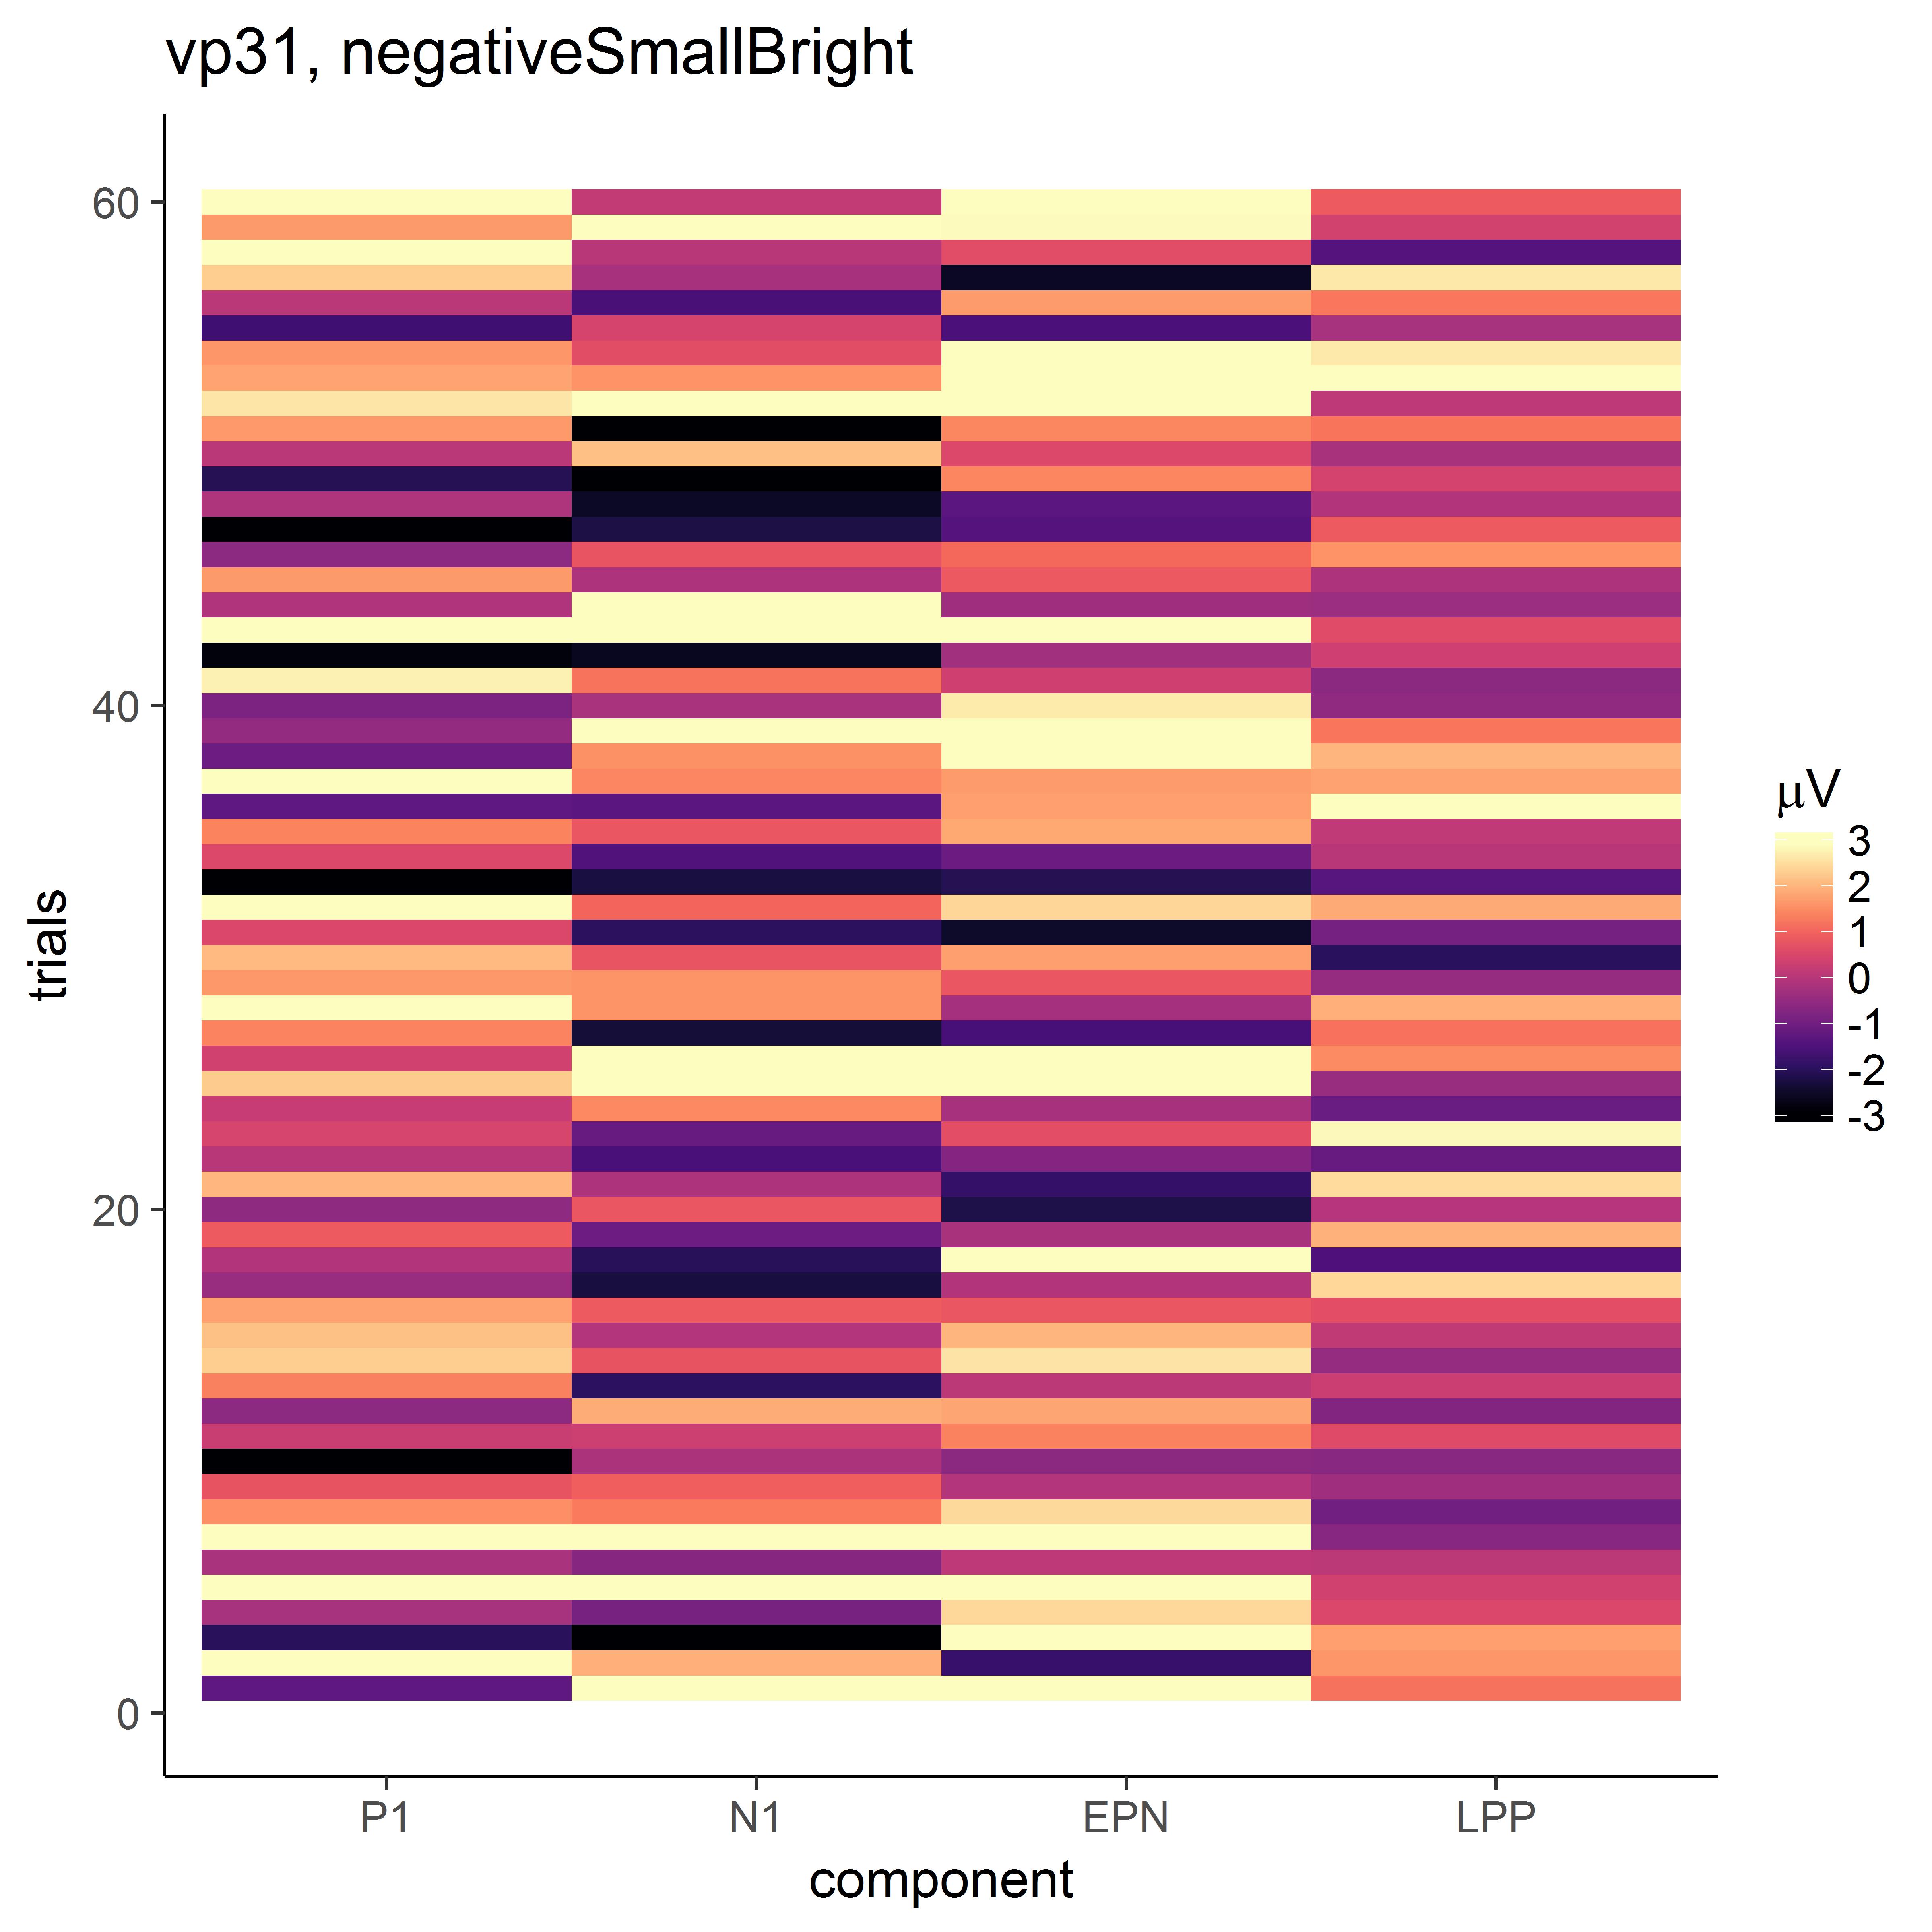 vp31, negativeSmallBright
60
40
20
0
trials
P1 N1 EPN LPP
component
μV
3
2
1
0
-1
-2
-3